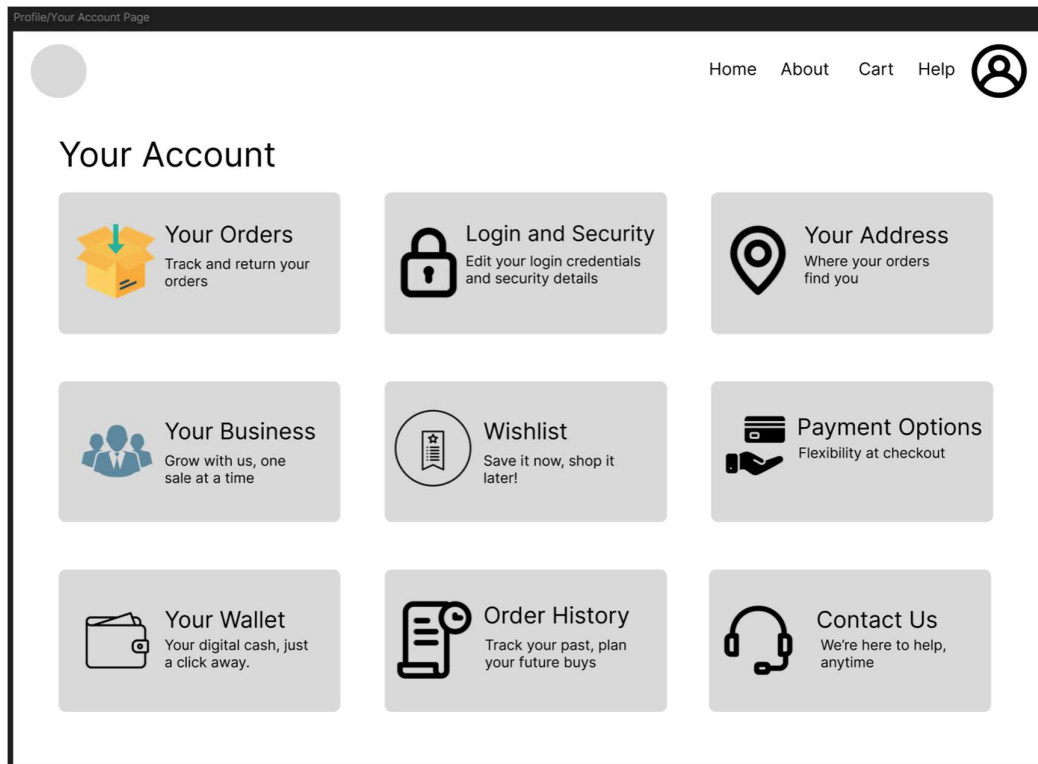 Profile/Your Account Page
Home About Cart Help
Your Account
Your Orders
Track and return your
orders
Login and Security
Edit your login credentials
and security details
Your Address
Where your orders
find you
Your Business
Grow with us, one
sale at a time
Wishlist
Save it now, shop it
later!
Payment Options
Flexibility at checkout
Your Wallet
Your digital cash, just
a click away.
Order History
Track your past, plan
your future buys
Contact Us
We’re here to help,
anytime